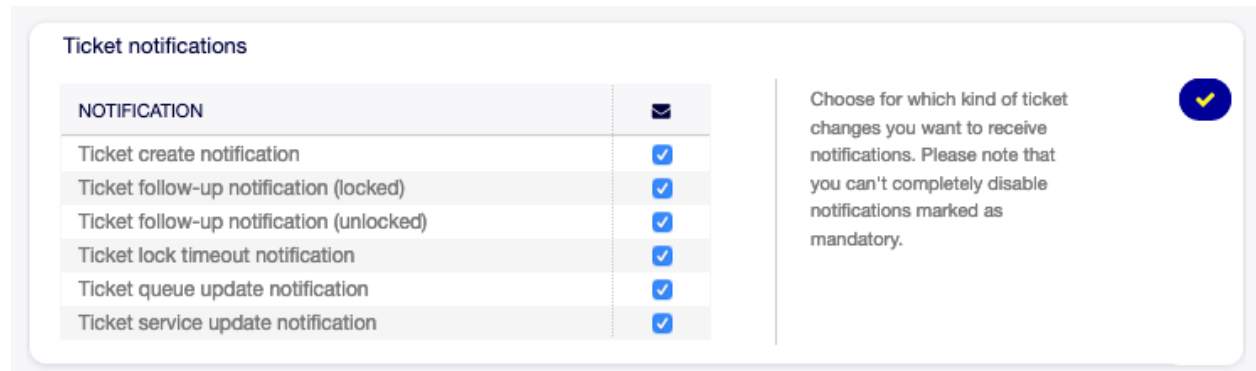 Ticket notifications
NOTIFICATION
Ticket create notification
Ticket follow-up notification (locked)
Ticket follow-up notification (unlocked)
Ticket lock timeout notification
Ticket queue update notification
Ticket service update notification
Choose for which kind of ticket
changes you want to receive
notifications. Please note that
you can't completely disable
notifications marked as
mandatory.